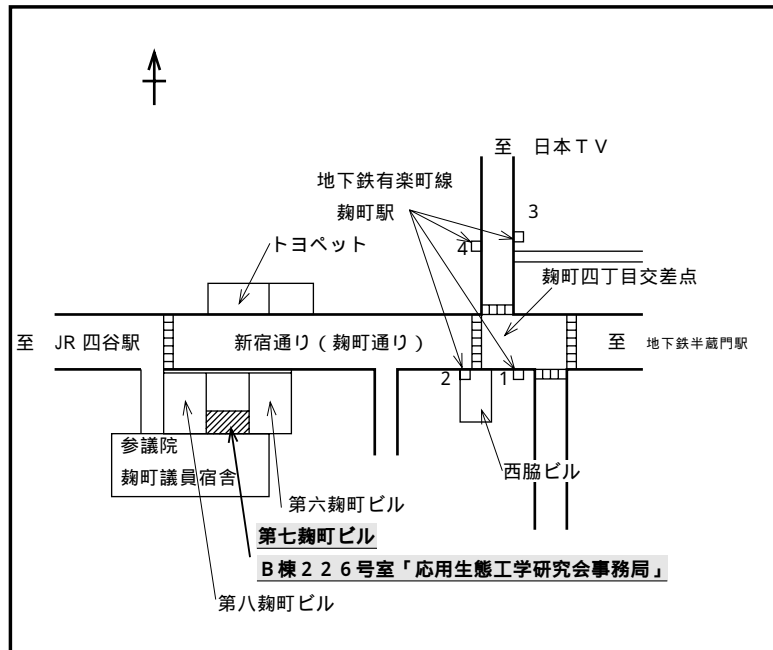 至 日本ＴＶ
地下鉄有楽町線
麹町駅
3
4
トヨペット
麹町四丁目交差点
至 JR 四谷駅
新宿通り（麹町通り）
至 地下鉄半蔵門駅
2
1
参議院
麹町議員宿舎
西脇ビル
第六麹町ビル
第七麹町ビル
Ｂ棟２２６号室「応用生態工学研究会事務局」
第八麹町ビル